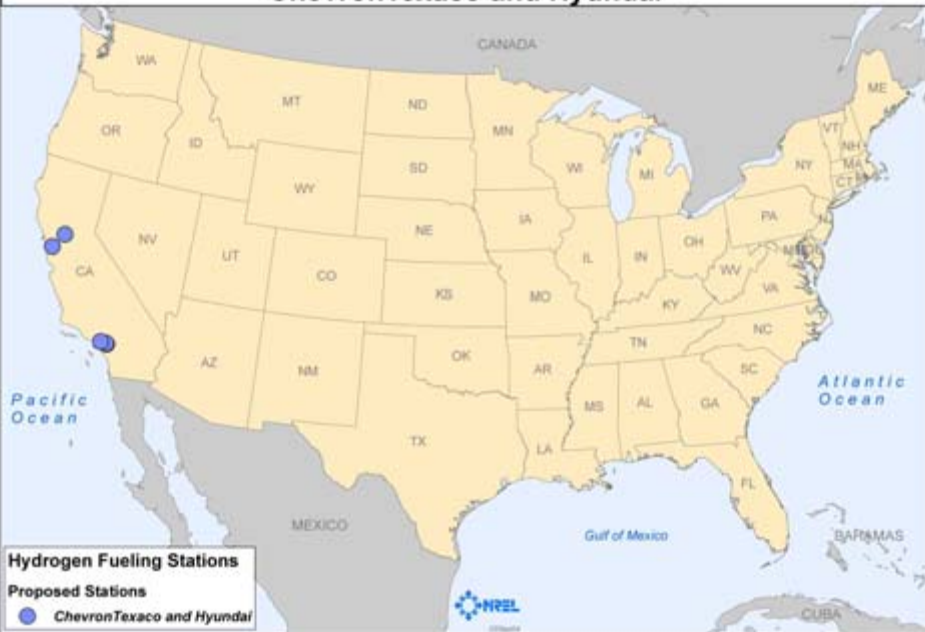 ChevronTexaco and Hyundai
CANADA
WA
MT
ND
MN
ME
OR
ID
SD
WI
MI
VT
NH
NY
MA
CT
WY
IA
PA
NE
NV
UT
CO
CA
IL
IN
OH
WV
VA
KS
MO
KY
NC
TN
AZ
NM
OK
AR
SC
MS
AL
GA
Pacific
Ocean
Atlantic
Ocean
TX
LA
FL
MEXICO
Gulf of Mexico
BAHAMAS
CUBA
Hydrogen Fueling Stations
Proposed Stations
ChevronTexaco and Hyundai
NREL